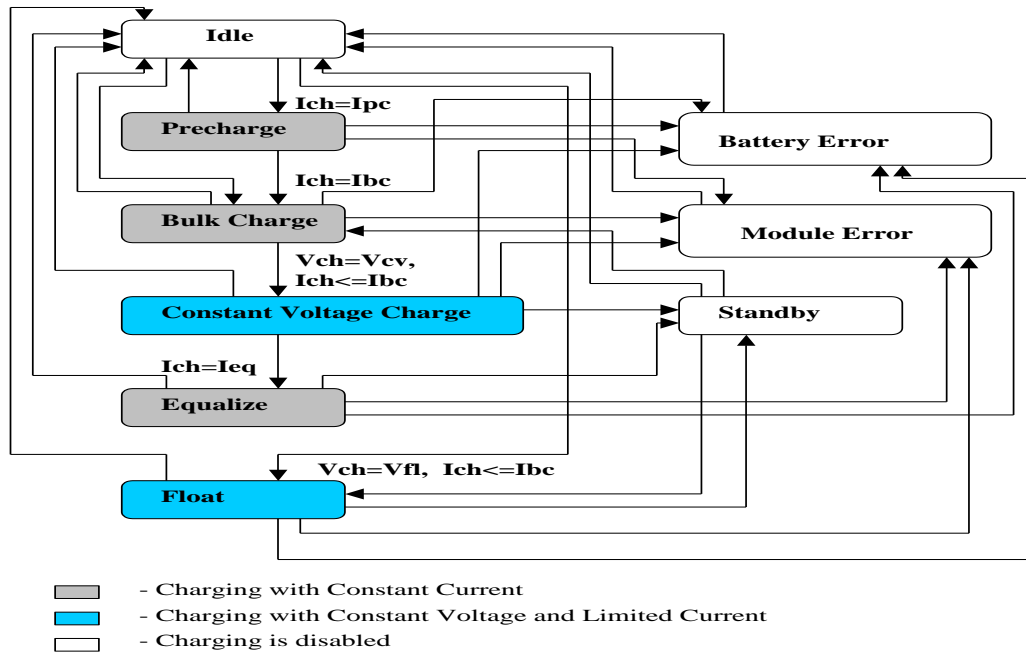 Idle
Ich=Ipc
Precharge
Battery Error
Ich=Ibc
Bulk Charge
Module Error
Vch=Vcv,
Ich<=Ibc
Constant Voltage Charge
Standby
Ich=Ieq
Equalize
Vch=Vfl, Ich<=Ibc
Float
- Charging with Constant Current
- Charging with Constant Voltage and Limited Current
- Charging is disabled